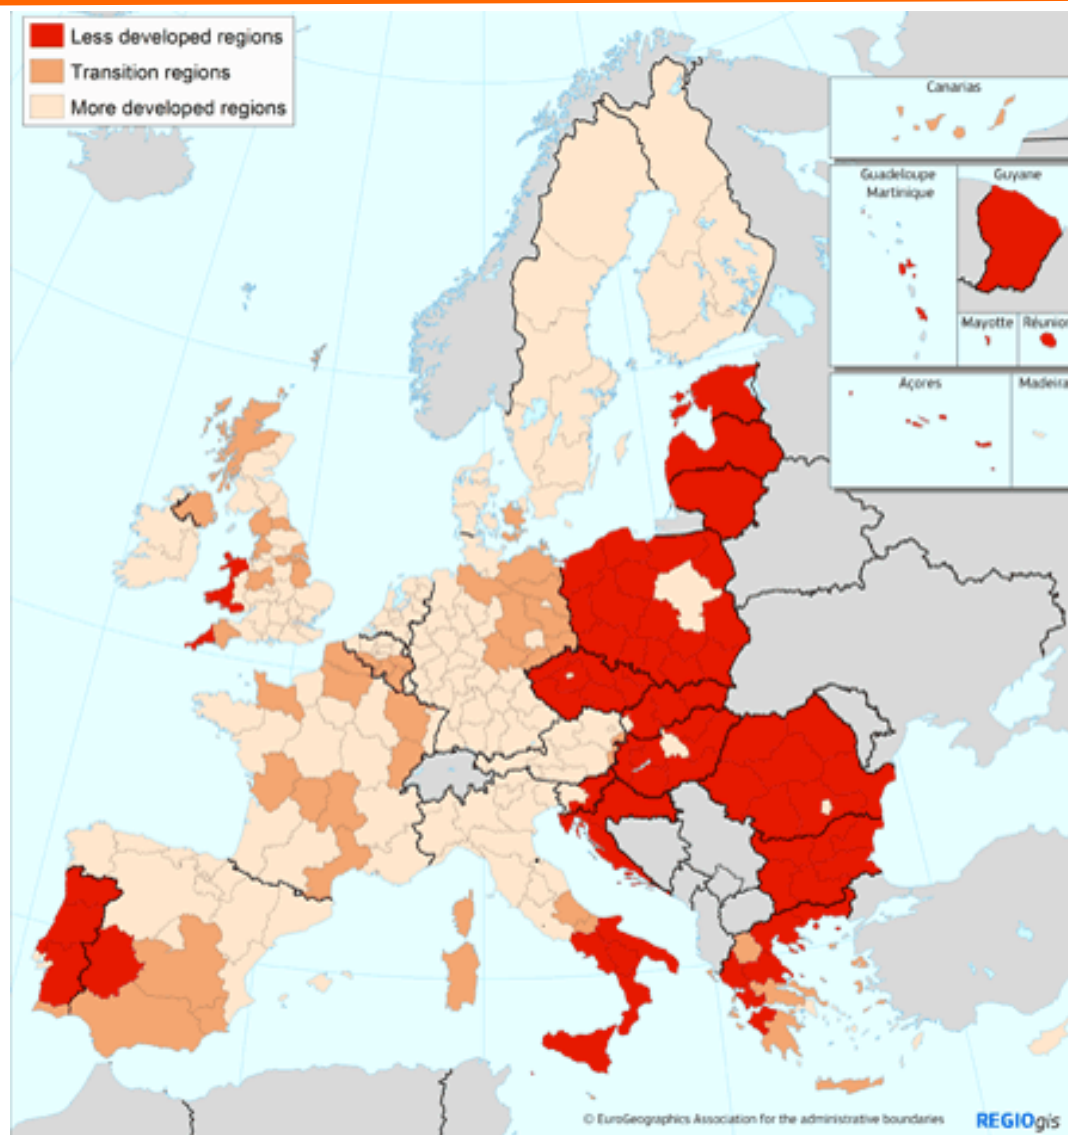 Less developed regions
Transition regions
More developed regions
Canarias
Guadeloupe
Martinique
Guyane
Mayotte
Réunion
Açores
Madeira
© EuroGeographics Association for the administrative boundaries
REGIOgis